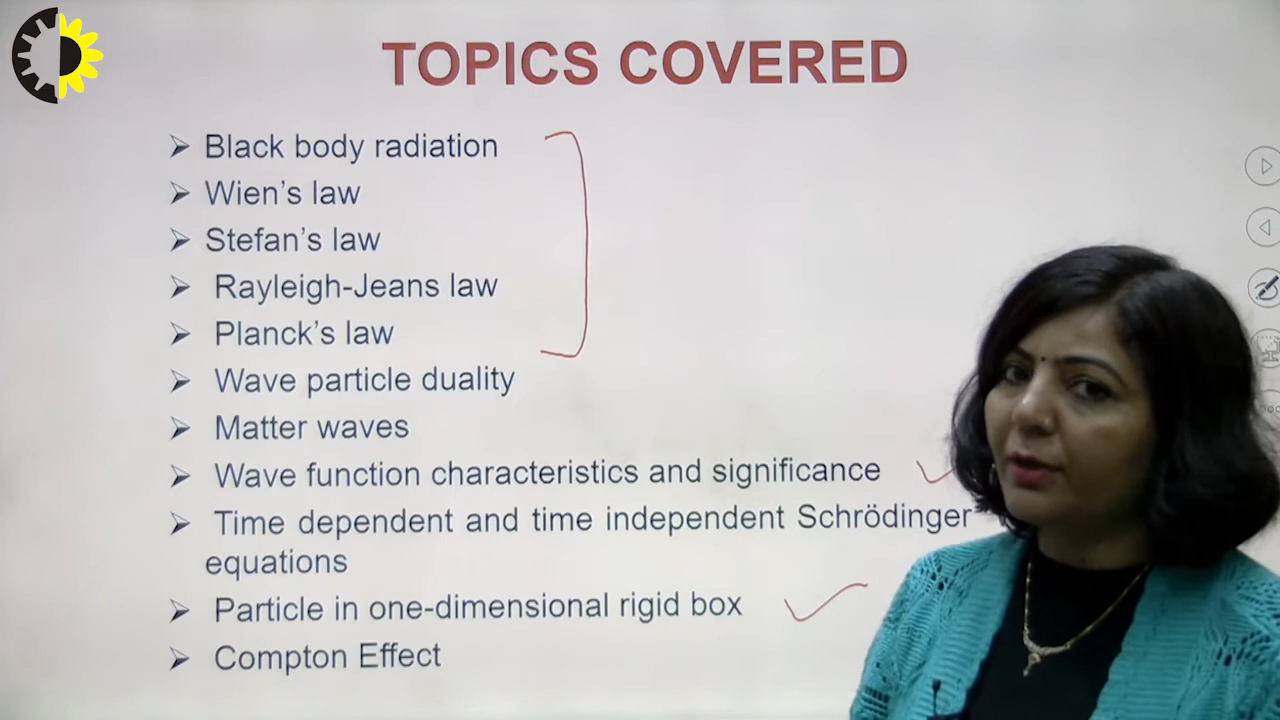 TOPICS COVERED
➢ Black body radiation
➢ Wien’s law
➢ Stefan’s law
➢ Rayleigh-Jeans law
➢ Planck’s law
➢ Wave particle duality
➢ Matter waves
➢ Wave function characteristics and significance
➢ Time dependent and time independent Schrödinger
equations
➢ Particle in one-dimensional rigid box
➢ Compton Effect